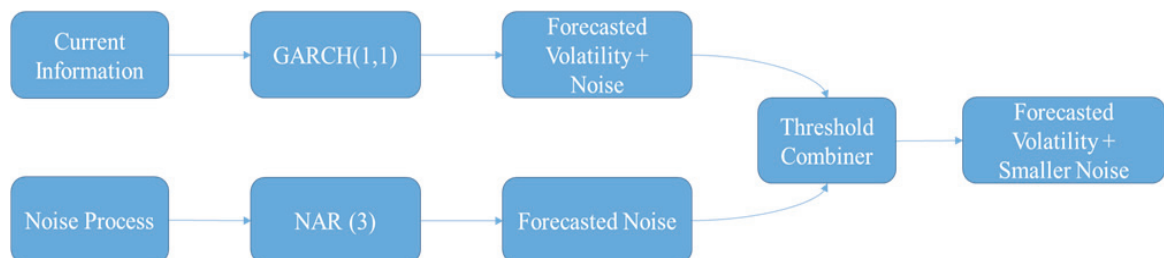 Current
Information
GARCH(1,1)
Forecasted
Volatility +
Noise
Threshold
Combiner
Forecasted
Volatility +
Smaller Noise
Noise Process
NAR (3)
Forecasted Noise